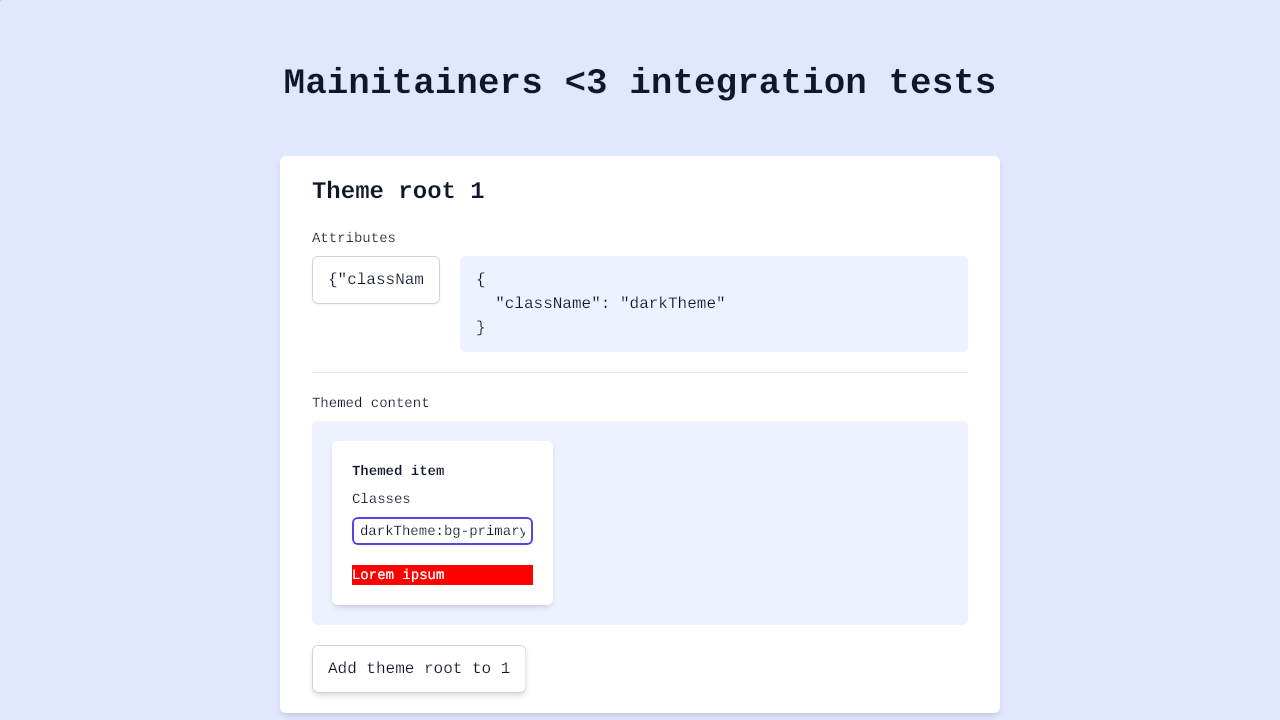 Mainitainers <3 integration tests
Theme root 1
Attributes
{"classNam
{
"className": "darkTheme"
}
Themed content
Themed item
Classes
darkTheme:bg-primary
Lorem ipsum
Add theme root to 1